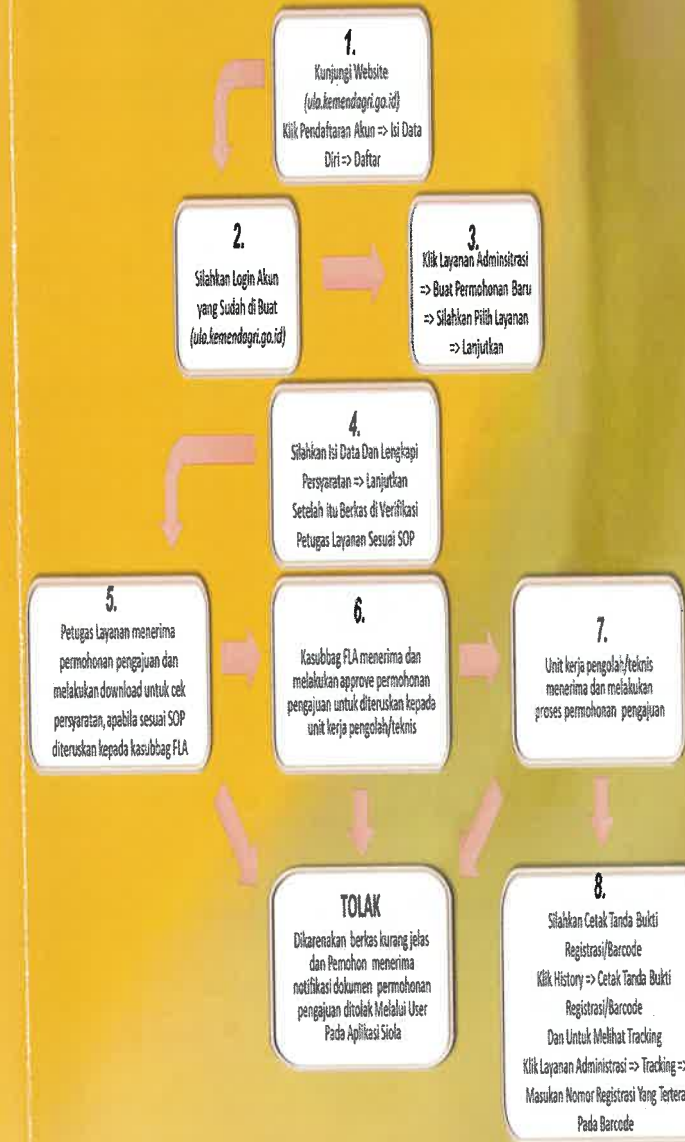 1.
Kunjungi Website
(ula.kemendagri.go.id)
Klik Pendaftaran Akun => Isi Data
Diri => Daftar
2.
Silahkan Login Akun
yang Sudah di Buat
(ula.kemendagri.go.id)
3.
Klik Layanan Adminsitrasi
=> Buat Permohonan Baru
=> Silahkan Pilih Layanan
=> Lanjutkan
4.
Silahkan Isi Data Dan Lengkapi
Persyaratan => Lanjutkan
Setelah itu Berkas di Verifikasi
Petugas Layanan Sesuai SOP
5.
Petugas Layanan menerima
permohonan pengajuan dan
melakukan download untuk cek
persyaratan, apabila sesuai SOP
diteruskan kepada kasubbag FLA
6.
Kasubbag FLA menerima dan
melakukan approve permohonan
pengajuan untuk diteruskan kepada
unit kerja pengolah/teknis
7.
Unit kerja pengolah/teknis
menerima dan melakukan
proses permohonan pengajuan
TOLAK
Dikarenakan berkas kurang jelas
dan Pemohon menerima
notifikasi dokumen permohonan
pengajuan ditolak Melalui User
Pada Aplikasi Siola
8.
Silahkan Cetak Tanda Bukti
Registrasi/Barcode
Klik History => Cetak Tanda Bukti
Registrasi/Barcode
Dan Untuk Melihat Tracking
Klik Layanan Administrasi => Tracking =>
Masukan Nomor Registrasi Yang Tertera
Pada Barcode